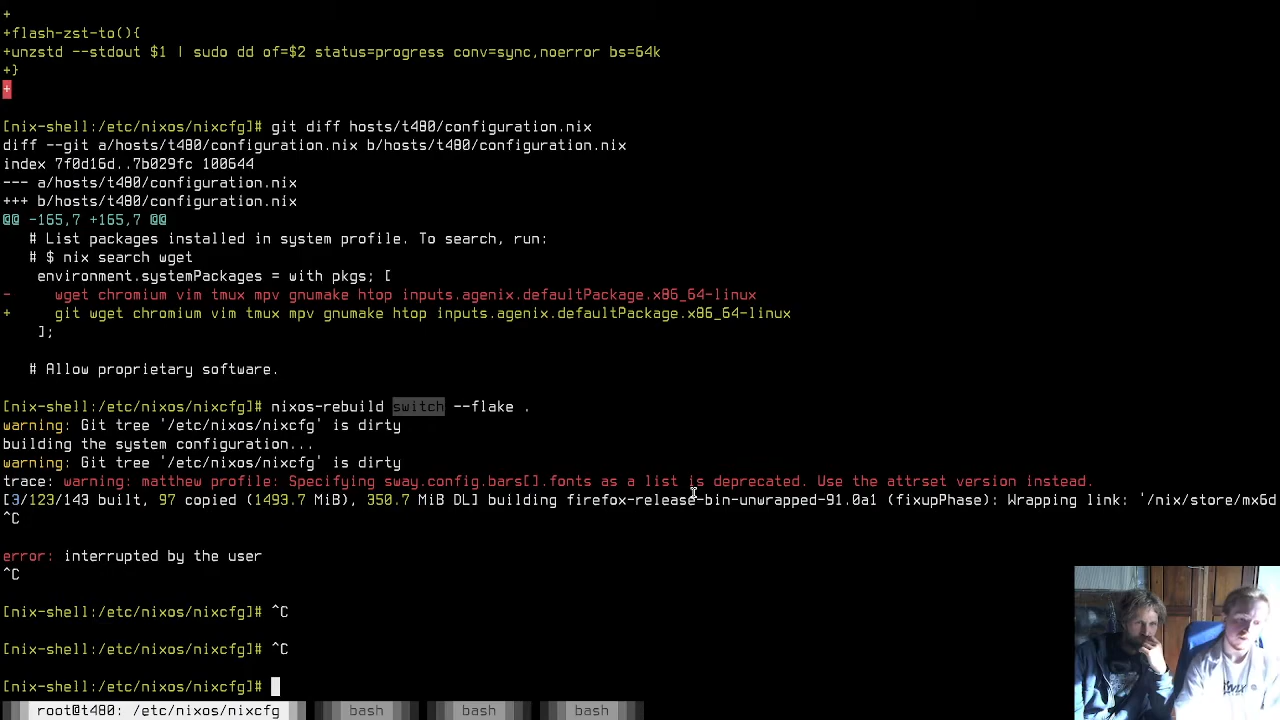 +
+flash-zst-to(){
+unzstd --stdout $1 | sudo dd of=$2 status=progress conv=sync,noerror bs=64k
+}
+
[nix-shell:/etc/nixos/nixcfg]# git diff hosts/t480/configuration.nix
diff --git a/hosts/t480/configuration.nix b/hosts/t480/configuration.nix
index 7f0d16d..7b029fc 100644
--- a/hosts/t480/configuration.nix
+++ b/hosts/t480/configuration.nix
@@ -165,7 +165,7 @@
# List packages installed in system profile. To search, run:
# $ nix search wget
environment.systemPackages = with pkgs; [
- wget chromium vim tmux mpv gnumake htop inputs.agenix.defaultPackage.x86_64-linux
+ git wget chromium vim tmux mpv gnumake htop inputs.agenix.defaultPackage.x86_64-linux
];
# Allow proprietary software.
[nix-shell:/etc/nixos/nixcfg]# nixos-rebuild switch --flake .
warning: Git tree '/etc/nixos/nixcfg' is dirty
building the system configuration...
warning: Git tree '/etc/nixos/nixcfg' is dirty
trace: warning: matthew profile: Specifying sway.config.bars[].fonts as a list is deprecated. Use the attrset version instead.
[3/123/143 built, 97 copied (1493.7 MiB), 350.7 MiB DL] building firefox-release-bin-unwrapped-91.0a1 (fixupPhase): Wrapping link: '/nix/store/mx6d
^C
error: interrupted by the user
^C
[nix-shell:/etc/nixos/nixcfg]# ^C
[nix-shell:/etc/nixos/nixcfg]# ^C
[nix-shell:/etc/nixos/nixcfg]#
root@t480: /etc/nixos/nixcfg bash bash bash